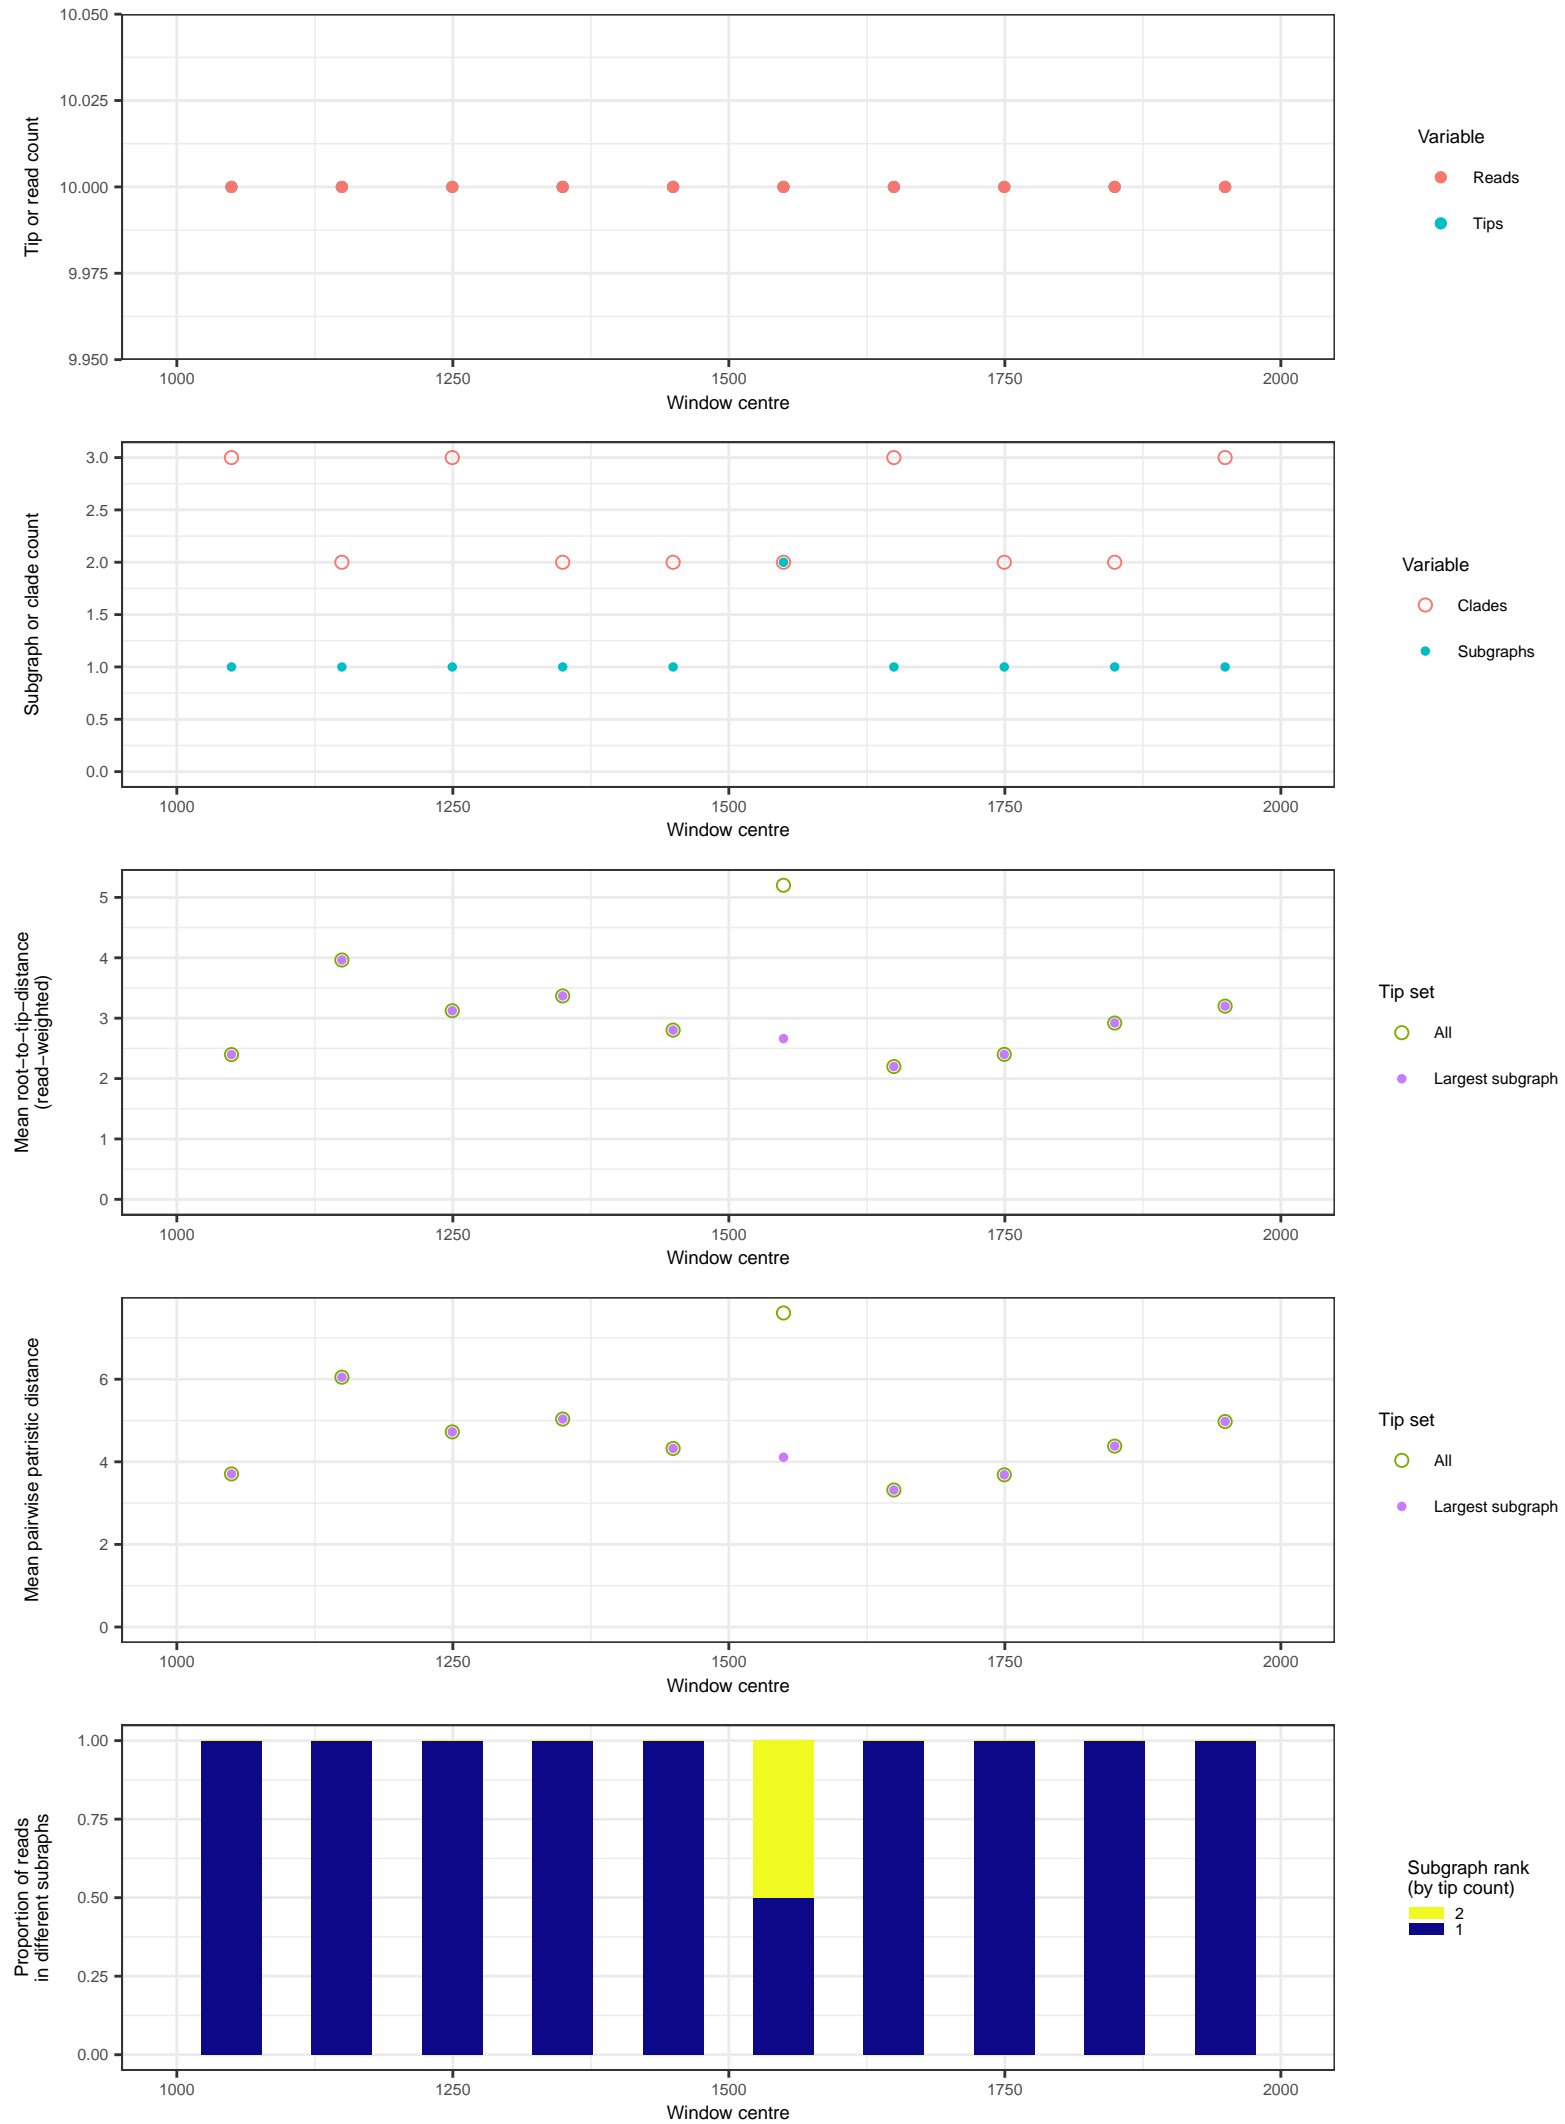 10.050
10.025
10.000
9.975
9.950
Tip or read count
1000 1250 1500 1750 2000
Window centre
Variable
Reads
Tips
3.0
2.5
2.0
1.5
1.0
0.5
0.0
Subgraph or clade count
1000 1250 1500 1750 2000
Window centre
Variable
Clades
Subgraphs
5
4
3
2
1
0
Mean root−to−tip−distance
(read−weighted)
1000 1250 1500 1750 2000
Window centre
Tip set
All
Largest subgraph
6
4
2
0
Mean pairwise patristic distance
1000 1250 1500 1750 2000
Window centre
Tip set
All
Largest subgraph
1.00
0.75
0.50
0.25
0.00
Proportion of reads
in different subraphs
1000 1250 1500 1750 2000
Window centre
Subgraph rank
(by tip count)
2
1